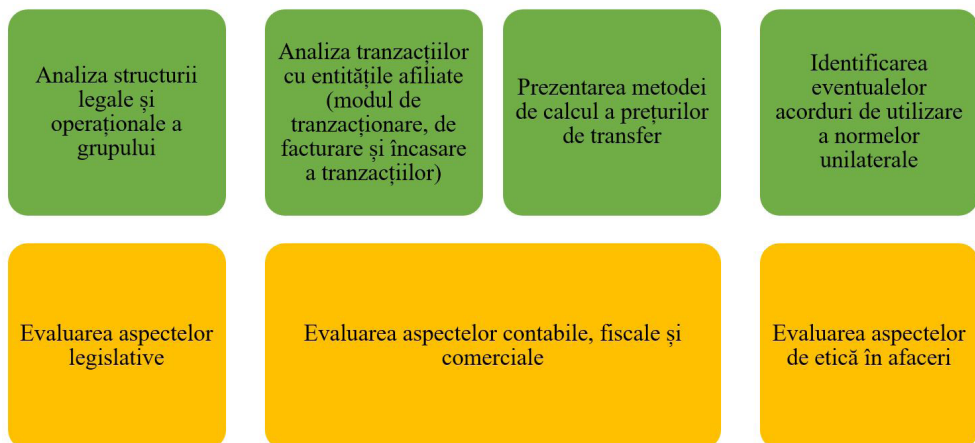 Analiza structurii
legale și
operaționale a
grupului
Analiza tranzacțiilor
cu entitățile afiliate
(modul de
tranzacționare, de
facturare și încasare
a tranzacțiilor)
Prezentarea metodei
de calcul a prețurilor
de transfer
Identificarea
eventualelor
acorduri de utilizare
a normelor
unilaterale
Evaluarea aspectelor
legislative
Evaluarea aspectelor contabile, fiscale și
comerciale
Evaluarea aspectelor
de etică în afaceri